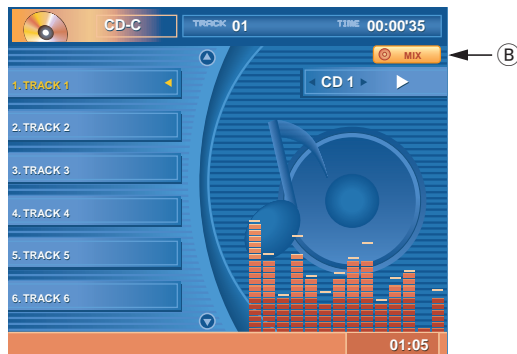 CD-C TRACK 01 TIME 00:00'35
MIX B
CD 1
1. TRACK 1
2. TRACK 2
3. TRACK 3
4. TRACK 4
5. TRACK 5
6. TRACK 6
01:05